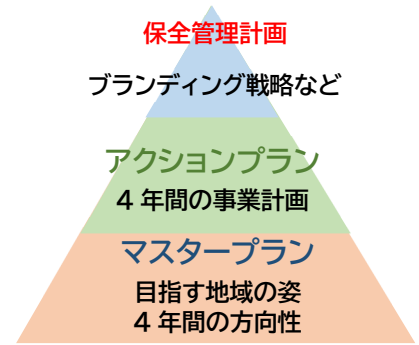 保全管理計画
ブランディング戦略など
アクションプラン
4 年間の事業計画
マスタープラン
目指す地域の姿
4 年間の方向性